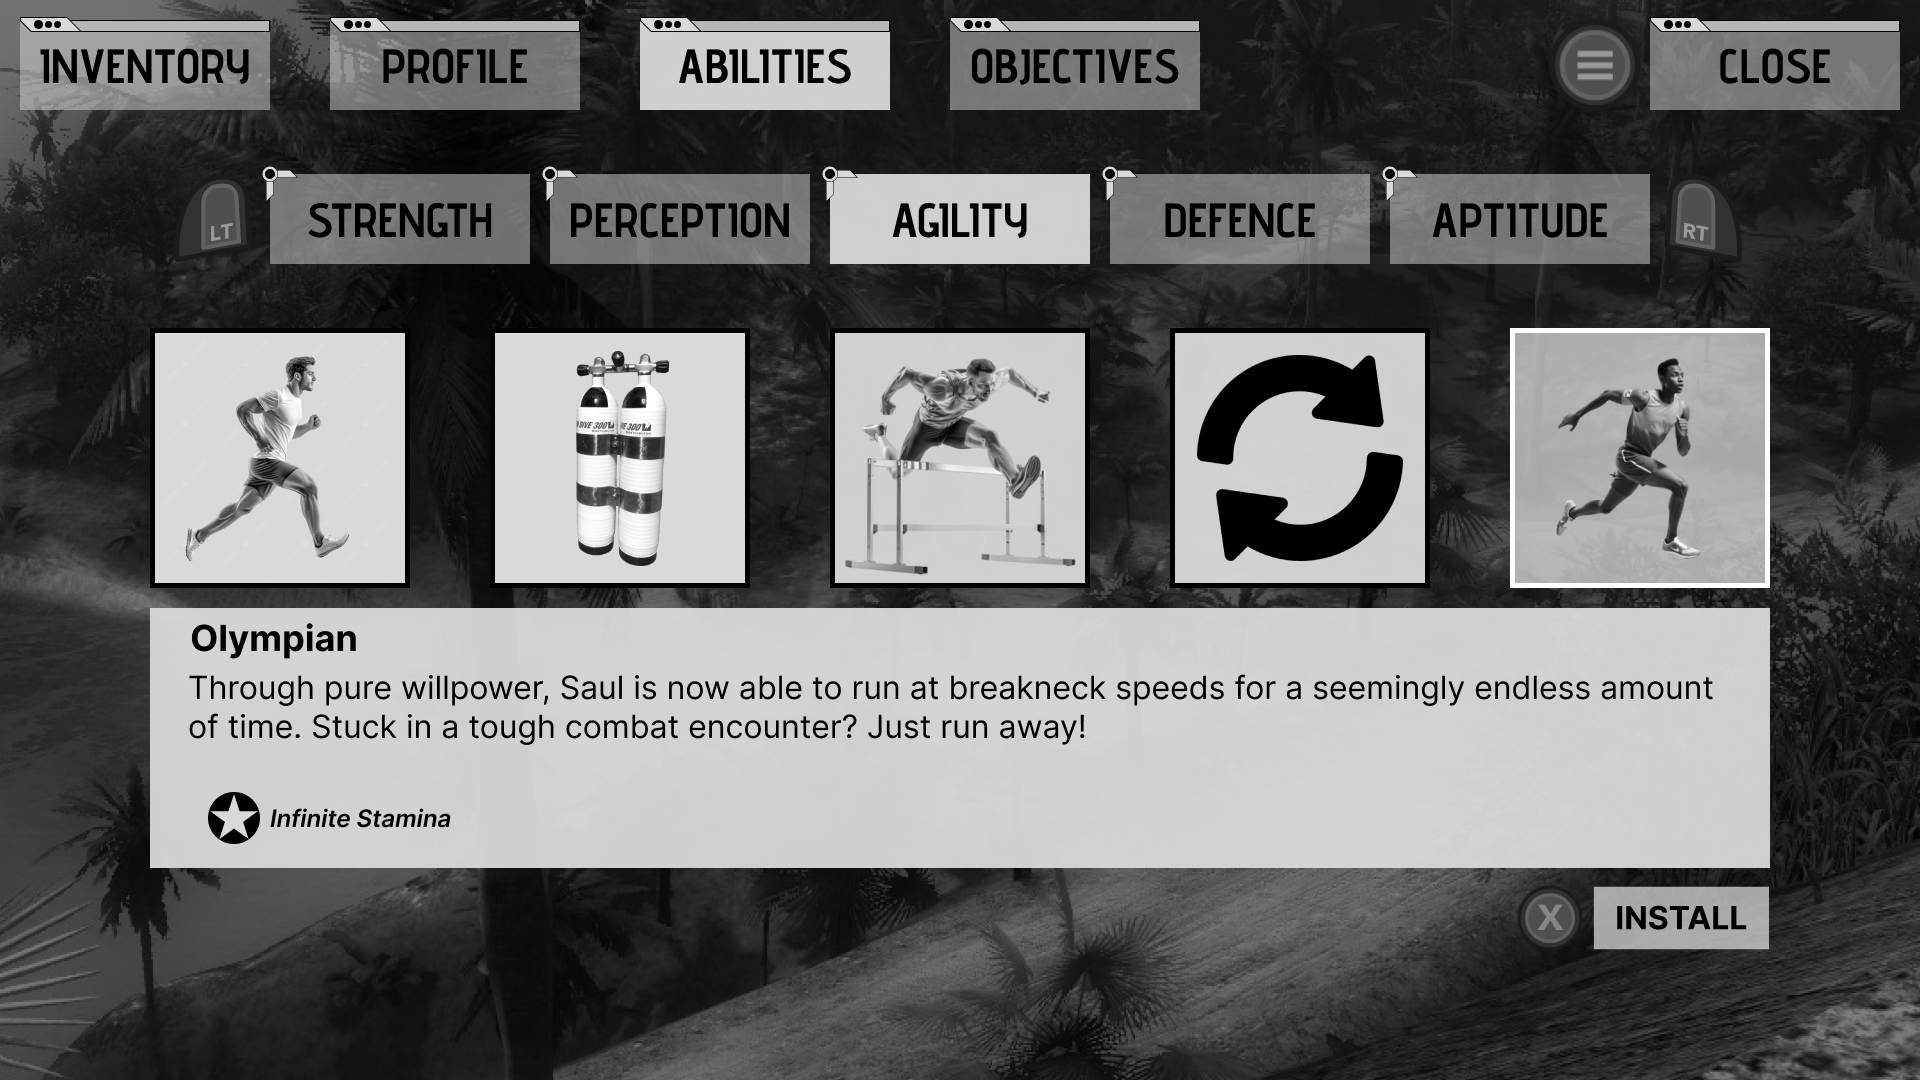 INVENTORY
PROFILE
ABILITIES
OBJECTIVES
CLOSE
LT
STRENGTH
PERCEPTION
AGILITY
DEFENCE
APTITUDE
RT
DIVE 300
Olympian
Through pure willpower, Saul is now able to run at breakneck speeds for a seemingly endless amount
of time. Stuck in a tough combat encounter? Just run away!
Infinite Stamina
X
INSTALL